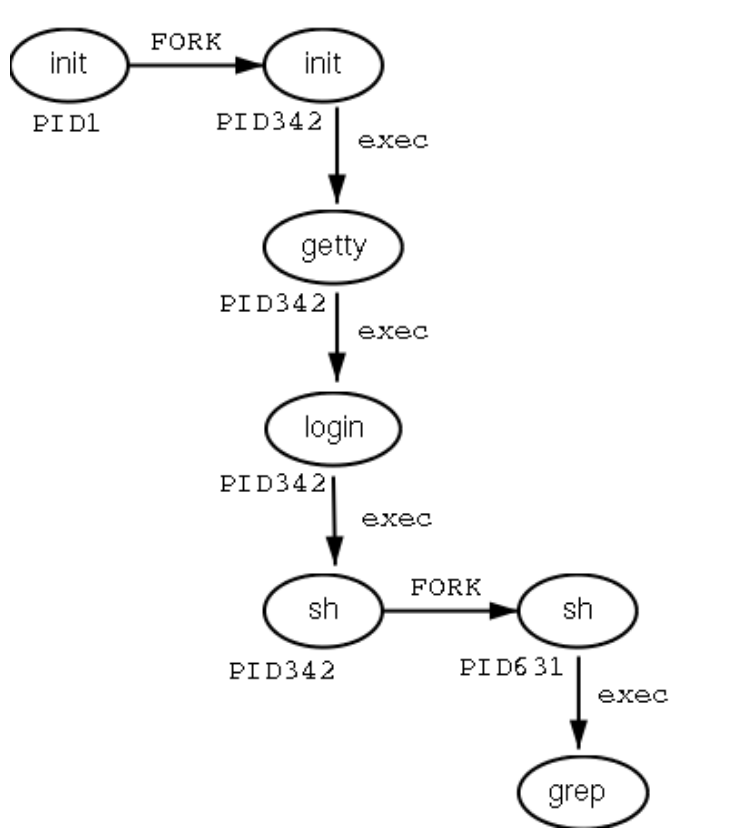 FORK
init
init
PID1
PID342
exec
getty
PID342
exec
login
PID342
exec
FORK
sh
sh
PID342
PID631
exec
grep